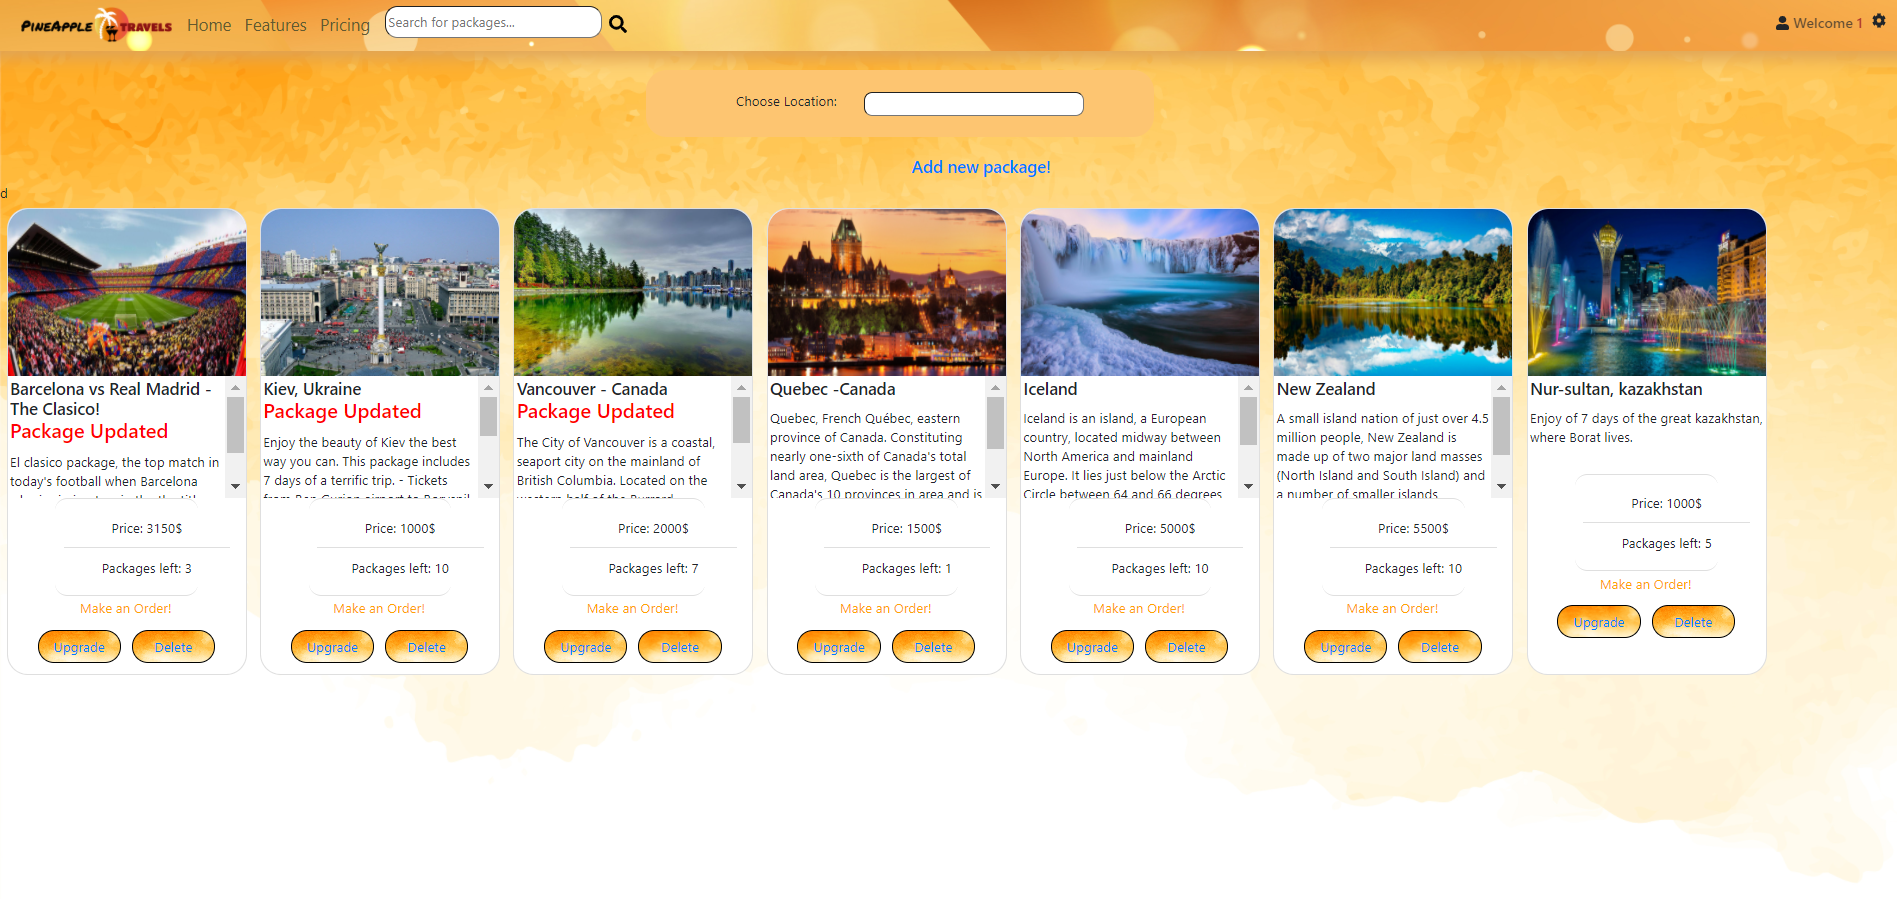 PINEAPPLE TRAVELS
Home Features Pricing Search for packages... Welcome 1
Choose Location:
Add new package!
d
Barcelona vs Real Madrid -
The Clasico!
Package Updated
El clasico package, the top match in
today's football when Barcelona
Price: 3150$
Packages left: 3
Make an Order!
Upgrade Delete
Kiev, Ukraine
Package Updated
Enjoy the beauty of Kiev the best
way you can. This package includes
7 days of a terrific trip. - Tickets
from Ben Gurion airport to
Price: 1000$
Packages left: 10
Make an Order!
Upgrade Delete
Vancouver - Canada
Package Updated
The City of Vancouver is a coastal,
seaport city on the mainland of
British Columbia. Located on the
western half of the Burrard
Price: 2000$
Packages left: 7
Make an Order!
Upgrade Delete
Quebec -Canada
Quebec, French Québec, eastern
province of Canada. Constituting
nearly one-sixth of Canada's total
land area, Quebec is the largest of
Canada's 10 provinces in area and is
Price: 1500$
Packages left: 1
Make an Order!
Upgrade Delete
Iceland
Iceland is an island, a European
country, located midway between
North America and mainland
Europe. It lies just below the Arctic
Circle between 64 and 66 degrees
Price: 5000$
Packages left: 10
Make an Order!
Upgrade Delete
New Zealand
A small island nation of just over 4.5
million people, New Zealand is
made up of two major land masses
(North Island and South Island) and
a number of smaller islands
Price: 5500$
Packages left: 10
Make an Order!
Upgrade Delete
Nur-sultan, kazakhstan
Enjoy of 7 days of the great kazakhstan,
where Borat lives.
Price: 1000$
Packages left: 5
Make an Order!
Upgrade Delete